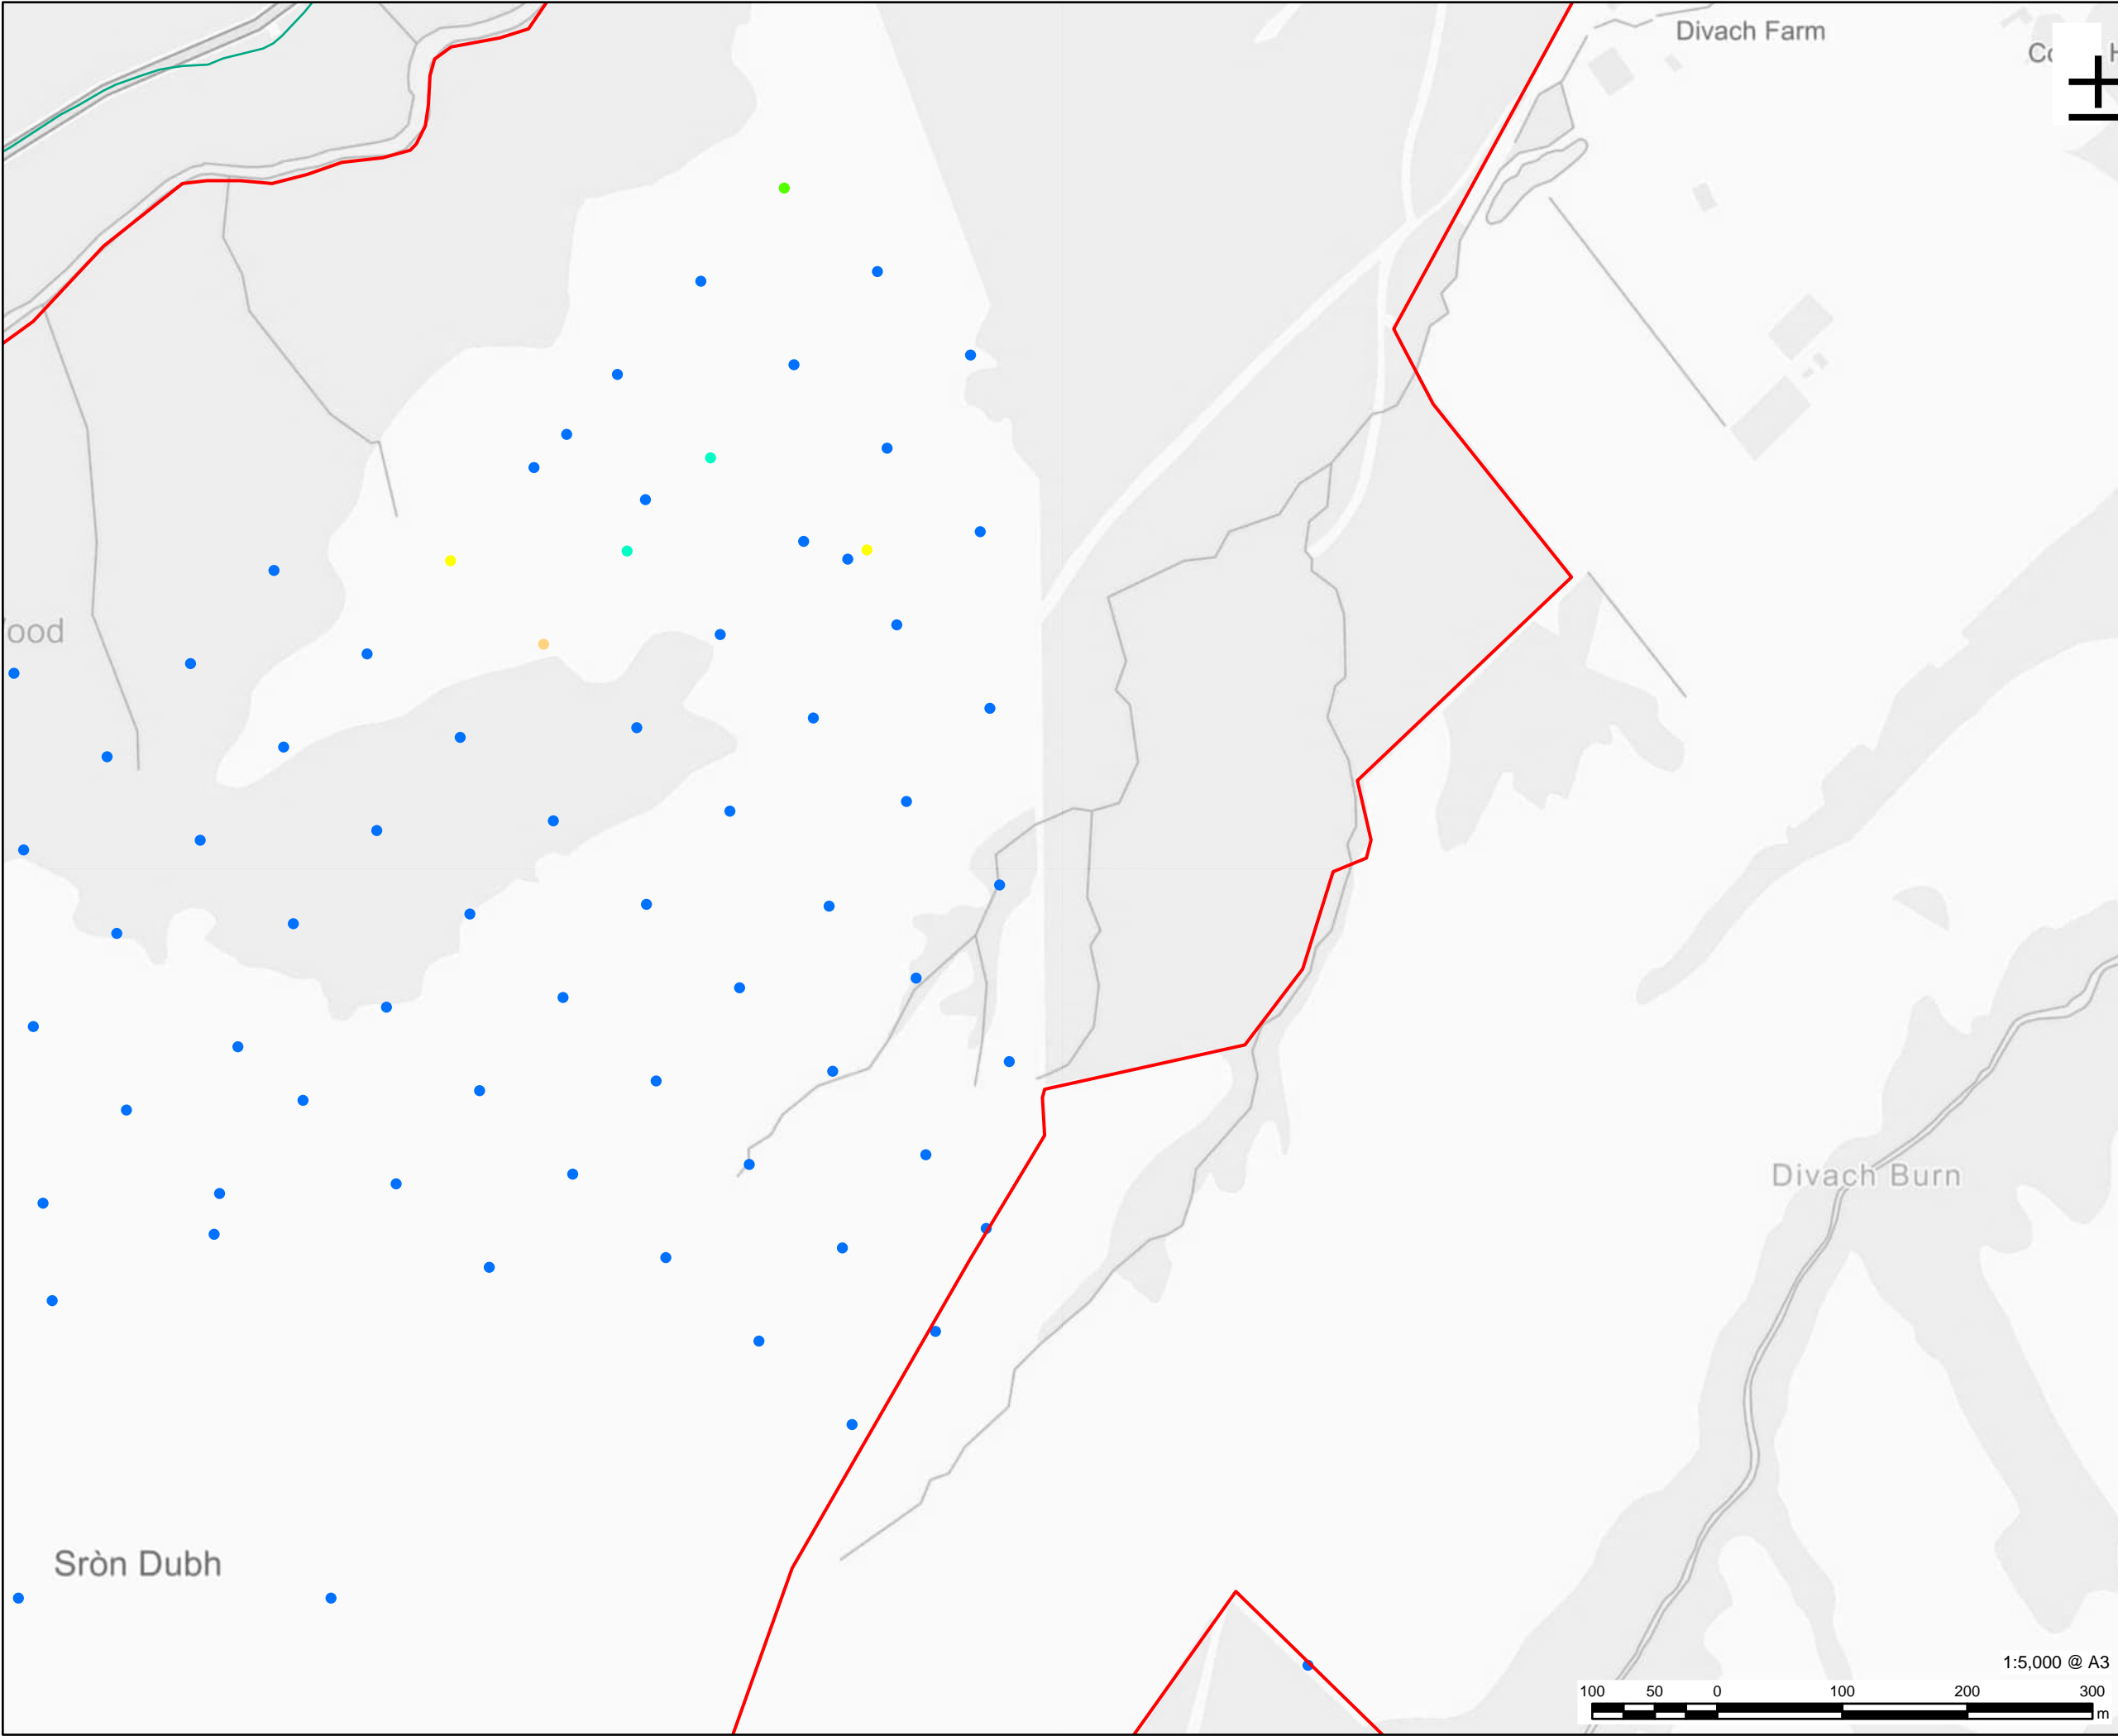 Divach Farm
ood
Divach Burn
Sròn Dubh
1:5,000 @ A3
100 50 0 100 200 300
m